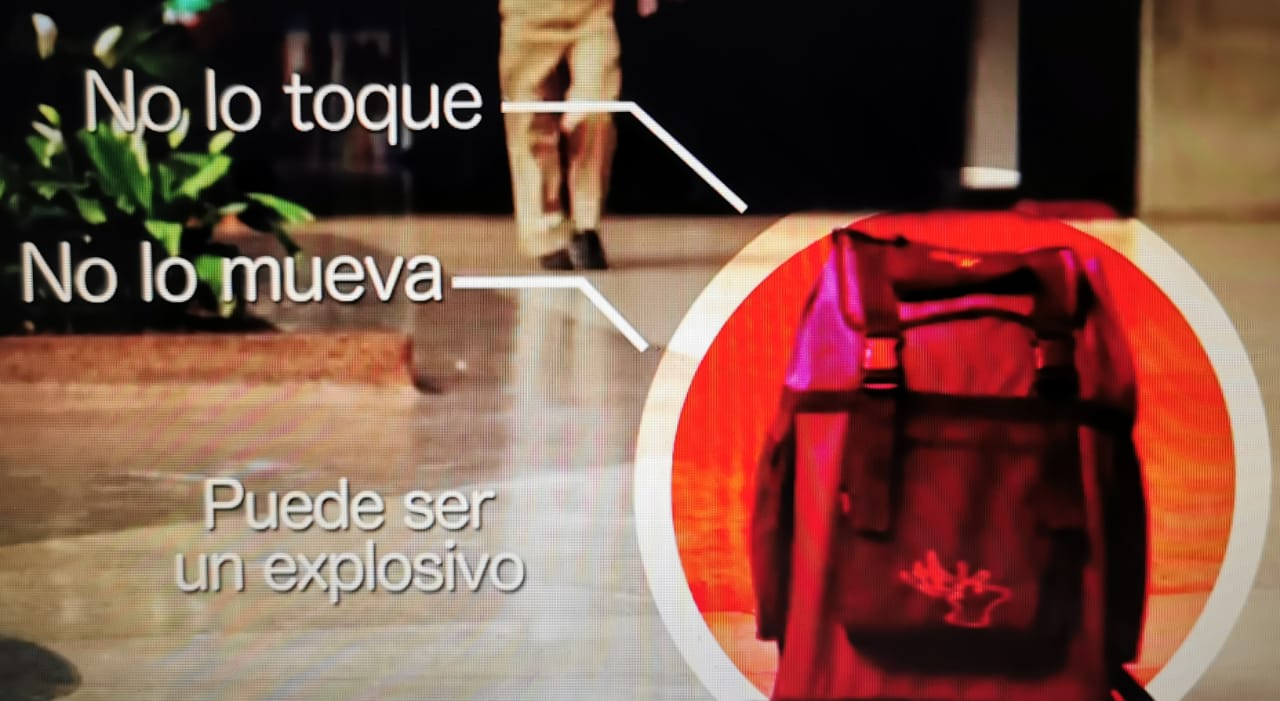 No lo toque
No lo mueva
Puede ser
un explosivo